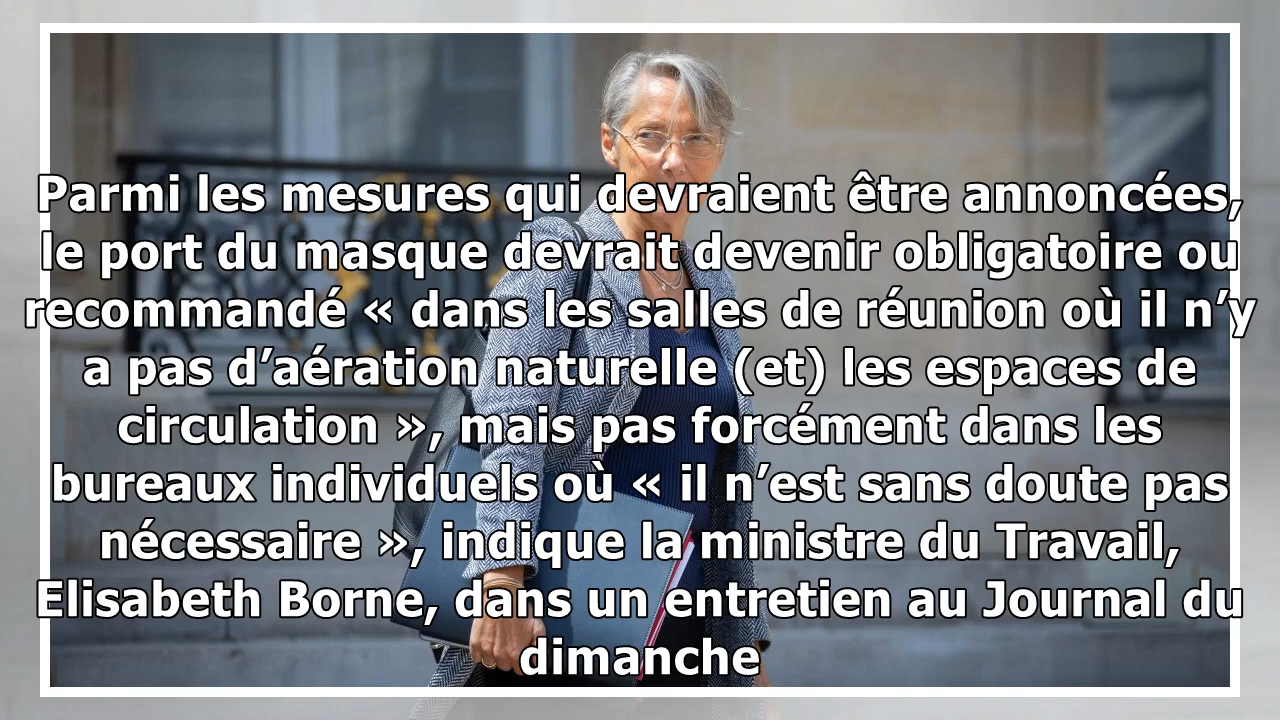 Parmi les mesures qui devraient être annoncées,
le port du masque devrait devenir obligatoire ou
recommandé « dans les salles de réunion où il n’y
a pas d’aération naturelle (et) les espaces de
circulation », mais pas forcément dans les
bureaux individuels où « il n’est sans doute pas
nécessaire », indique la ministre du Travail,
Elisabeth Borne, dans un entretien au Journal du
dimanche